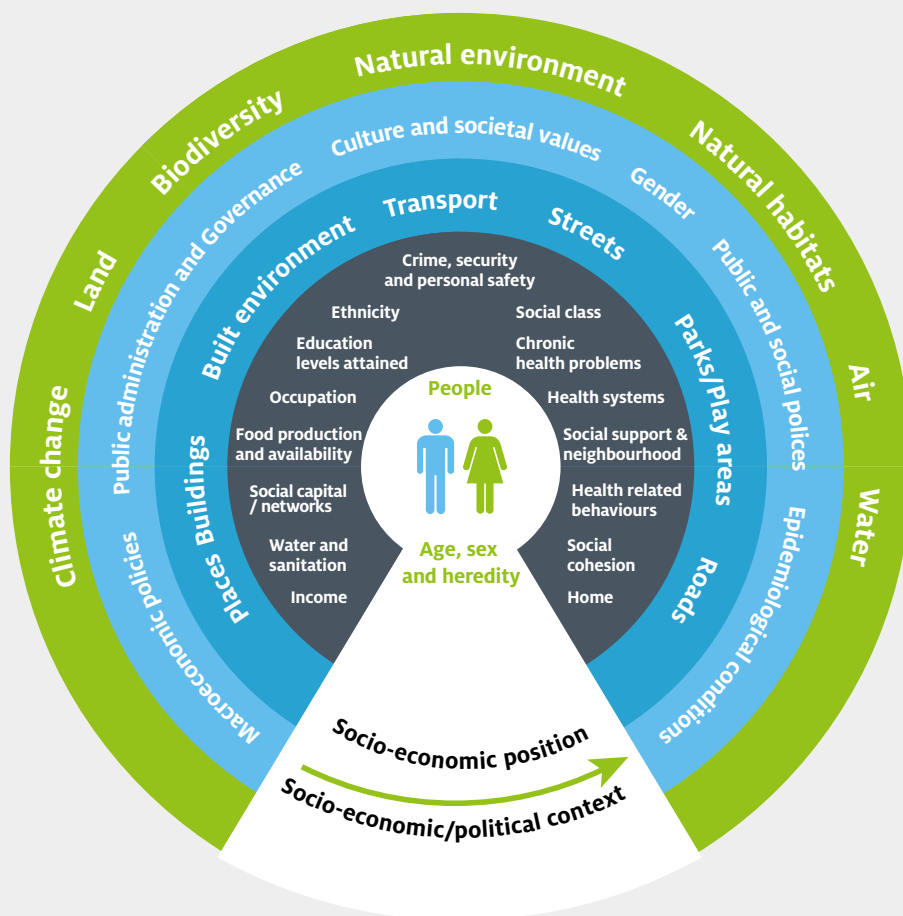 Natural environment
Biodiversity
Natural habitats
Land
Air
Climate change
Water
Culture and societal values
Gender
Public administration and Governance
Public and social polices
Macroeconomic policies
Epidemiological conditions
Transport
Streets
Built environment
Parks/Play areas
Buildings
Places
Roads
Crime, security
and personal safety
Ethnicity
Social class
Education
levels attained
Chronic
health problems
Occupation
Health systems
Food production
and availability
Social support &
neighbourhood
Social capital
/ networks
Health related
behaviours
Water and
sanitation
Social
cohesion
Income
Home
People
Age, sex
and heredity
Socio-economic position
Socio-economic/political context